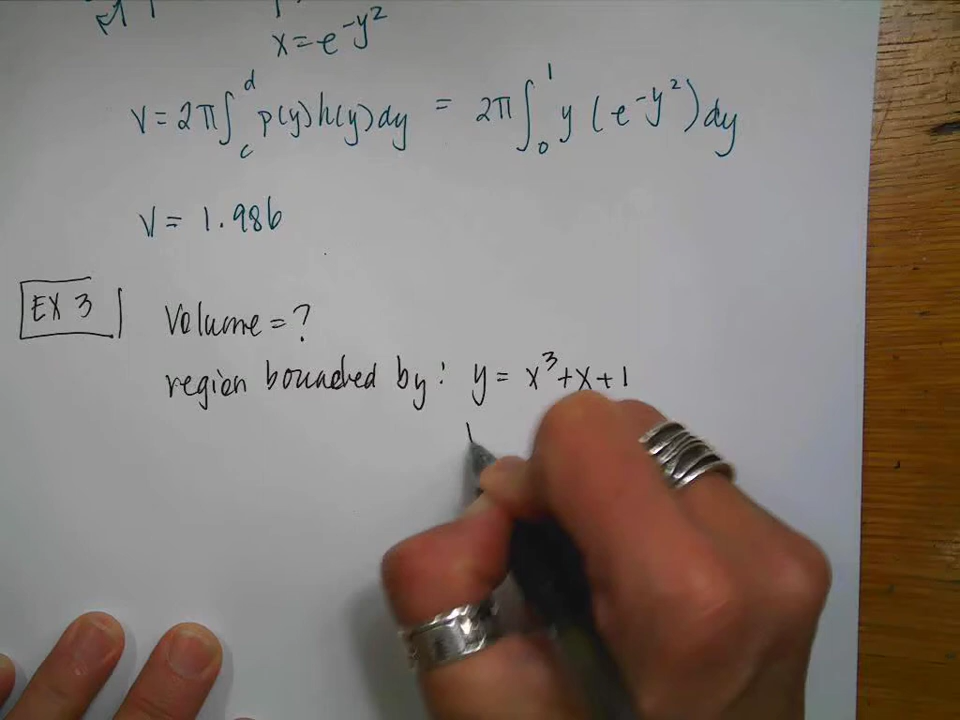 x = e^-y^2
V = 2π∫_c^d p(y)h(y)dy = 2π∫_0^1 y (e^-y^2) dy
V = 1.986
EX 3 Volume = ?
region bounded by: y = x^3 + x + 1